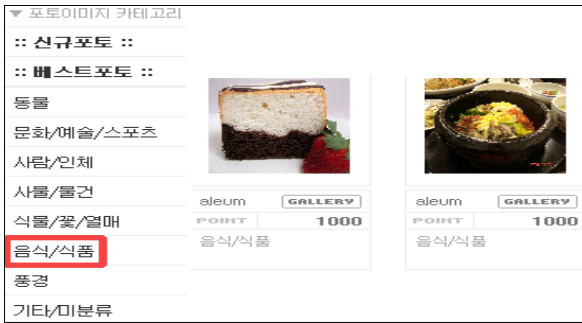 ▼ 포토이미지 카테고리
:: 신규포토 ::
:: 베스트포토 ::
동물
문화/예술/스포츠
사람/인체
사물/물건
식물/꽃/열매
음식/식품
풍경
기타/미분류
aleum GALLERY
POINT 1000
음식/식품
aleum GALLERY
POINT 1000
음식/식품